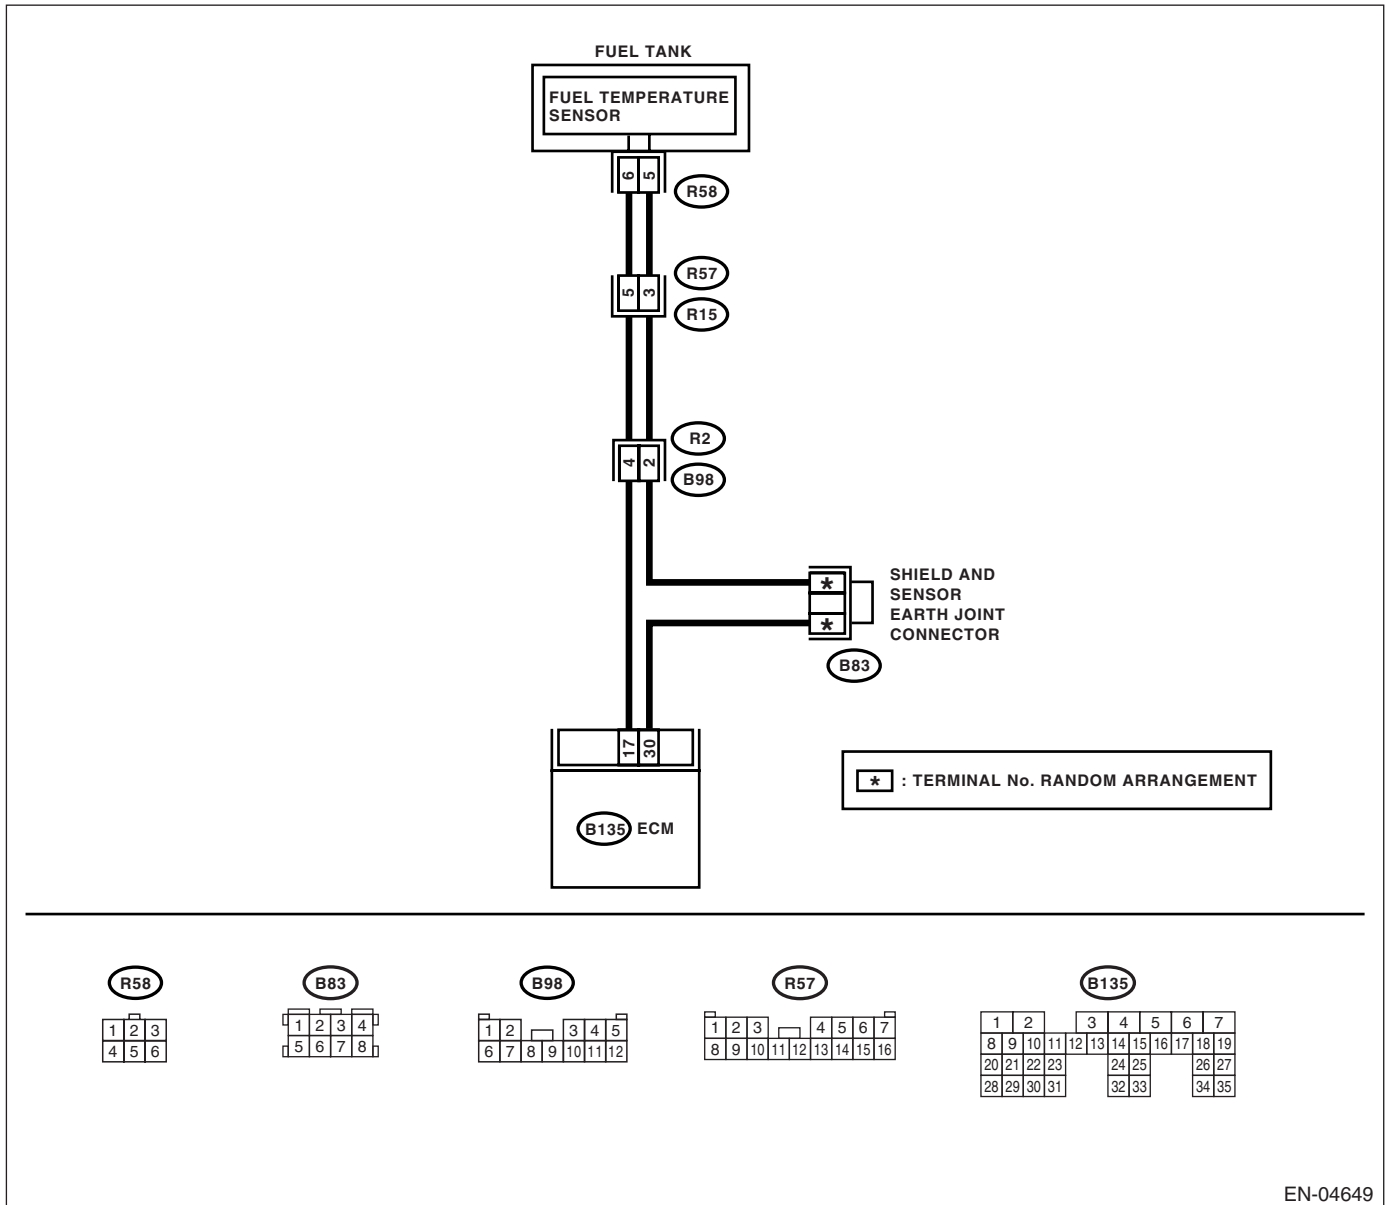 FUEL TANK
FUEL TEMPERATURE
SENSOR
6 5
R58
R57
5 3
R15
R2
4 2
B98
* SHIELD AND
SENSOR
* EARTH JOINT
CONNECTOR
B83
17 30
* : TERMINAL No. RANDOM ARRANGEMENT
B135 ECM
R58 B83 B98 R57 B135
1 2 3
4 5 6
1 2 3 4
5 6 7 8
1 2 3 4 5
6 7 8 9 10 11 12
1 2 3 4 5 6 7
8 9 10 11 12 13 14 15 16
1 2 3 4 5 6 7
8 9 10 11 12 13 14 15 16 17 18 19
20 21 22 23 24 25 26 27
28 29 30 31 32 33 34 35
EN-04649